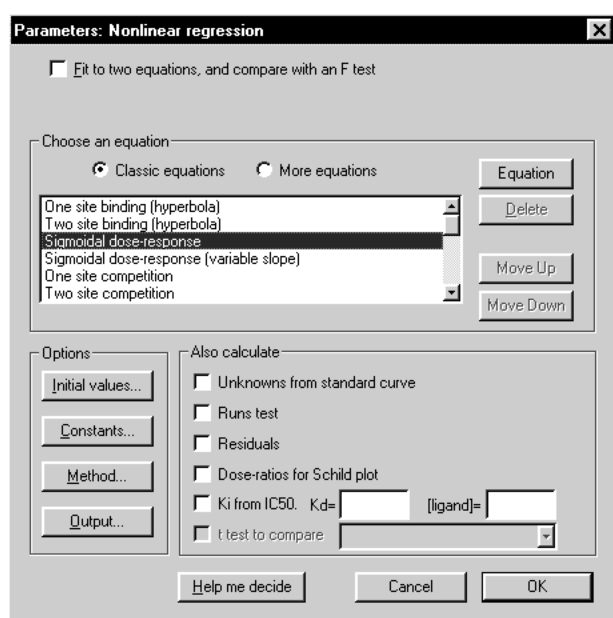 Parameters: Nonlinear regression
Fit to two equations, and compare with an F test
Choose an equation
Classic equations More equations
Equation
One site binding (hyperbola)
Two site binding (hyperbola)
Delete
Sigmoidal dose-response
Sigmoidal dose-response (variable slope)
Move Up
One site competition
Two site competition
Move Down
Options
Initial values...
Constants...
Method...
Output...
Also calculate
Unknowns from standard curve
Runs test
Residuals
Dose-ratios for Schild plot
Ki from IC50. Kd= [ligand]=
t test to compare
Help me decide Cancel OK